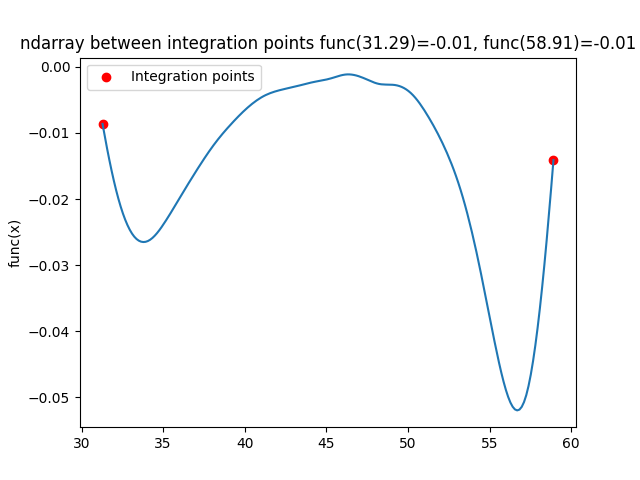 ndarray between integration points func(31.29)=-0.01, func(58.91)=-0.01
Integration points
func(x)
0.00
−0.01
−0.02
−0.03
−0.04
−0.05
30 35 40 45 50 55 60